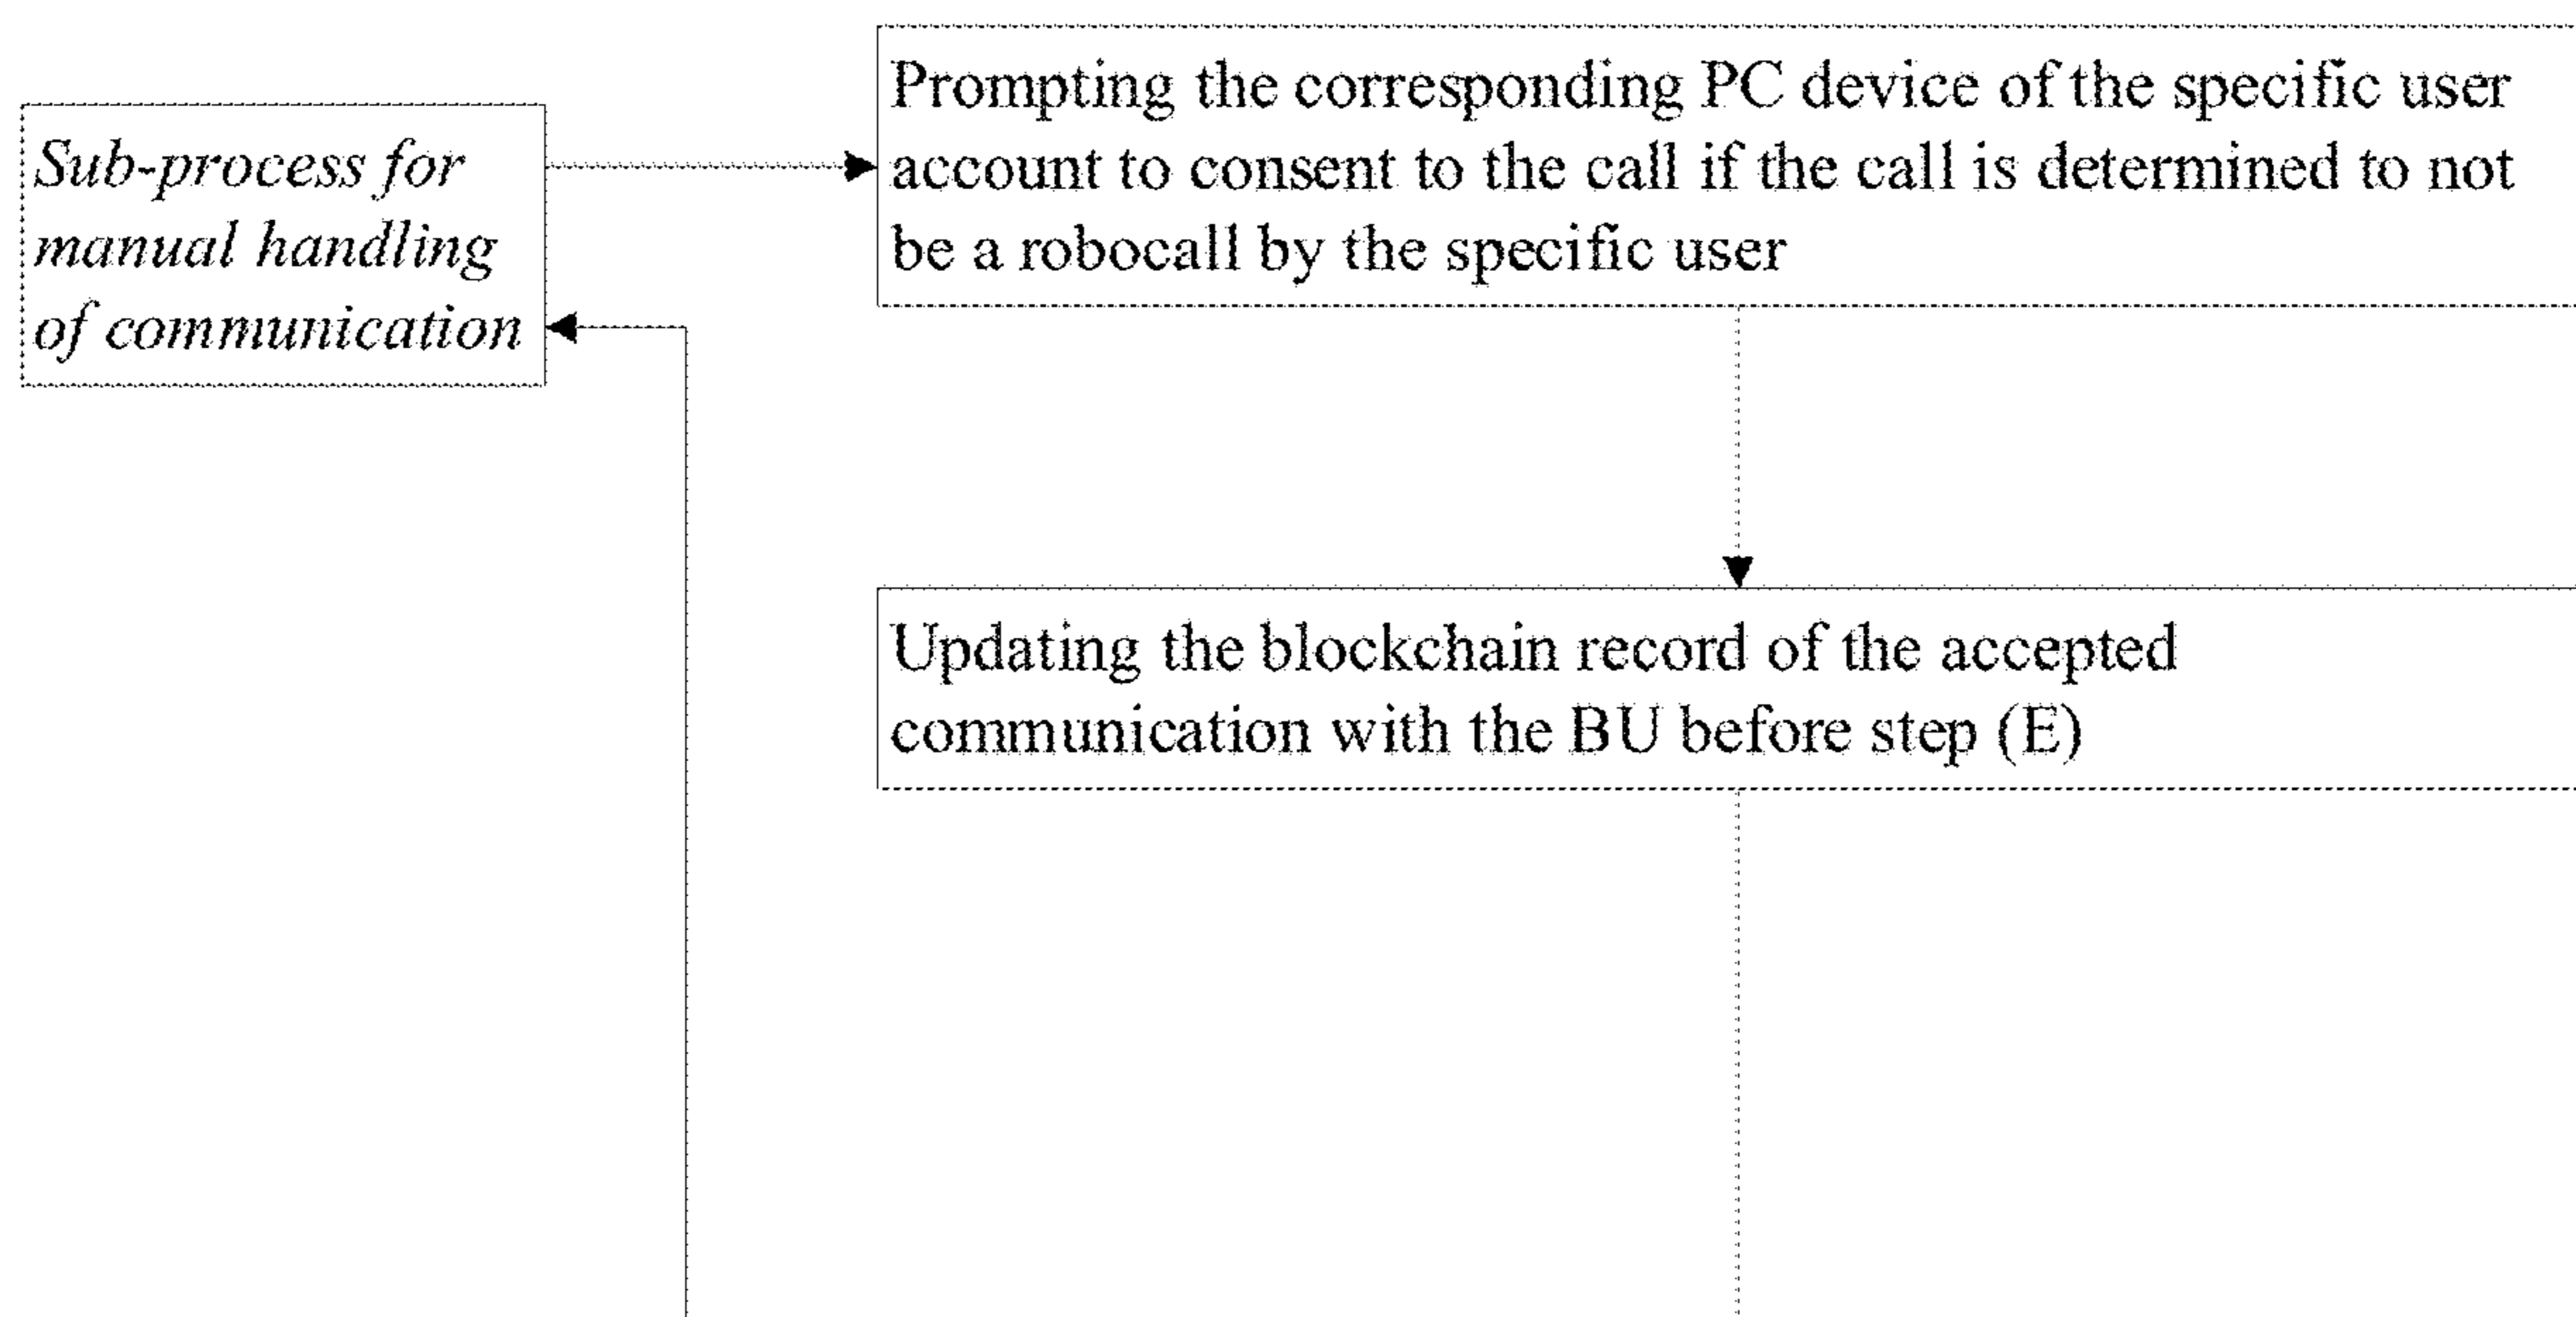 Sub-process for
manual handling
of communication
Prompting the corresponding PC device of the specific user
account to consent to the call if the call is determined to not
be a robocall by the specific user
Updating the blockchain record of the accepted
communication with the BU before step (E)